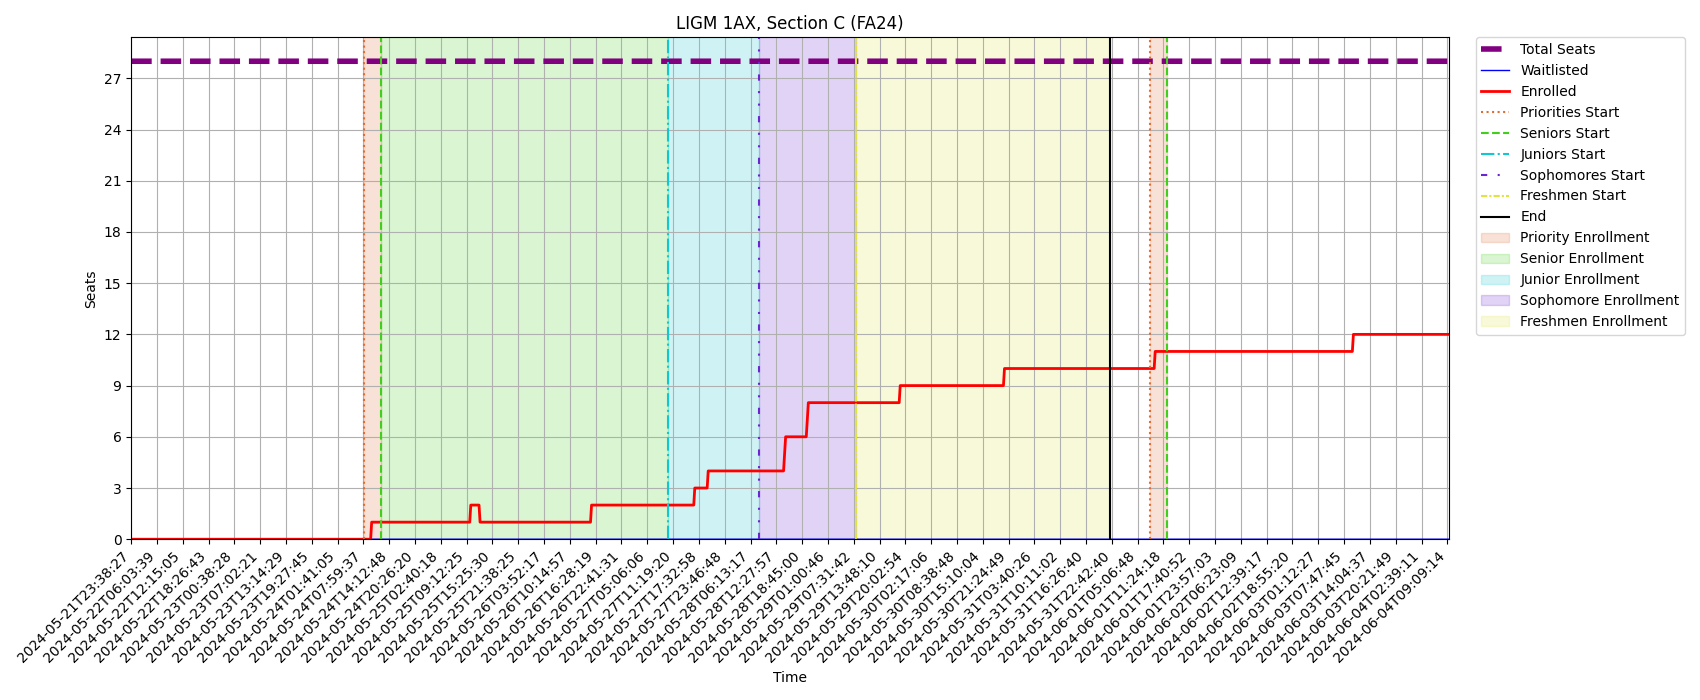 LIGM 1AX, Section C (FA24)
Total Seats
Waitlisted
Enrolled
Priorities Start
Seniors Start
Juniors Start
Sophomores Start
Freshmen Start
End
Priority Enrollment
Senior Enrollment
Junior Enrollment
Sophomore Enrollment
Freshmen Enrollment
Seats
27
24
21
18
15
12
9
6
3
0
2024-05-21T23:38:27
2024-05-22T06:03:39
2024-05-22T12:15:05
2024-05-22T18:26:43
2024-05-23T00:38:28
2024-05-23T07:02:21
2024-05-23T13:14:29
2024-05-23T19:27:45
2024-05-24T01:41:05
2024-05-24T07:59:37
2024-05-24T14:12:48
2024-05-24T20:26:20
2024-05-25T02:40:18
2024-05-25T09:12:25
2024-05-25T15:25:30
2024-05-25T21:38:25
2024-05-26T03:52:17
2024-05-26T10:14:57
2024-05-26T16:28:19
2024-05-26T22:41:31
2024-05-27T05:06:06
2024-05-27T11:19:20
2024-05-27T17:32:58
2024-05-27T23:46:48
2024-05-28T06:13:17
2024-05-28T12:27:57
2024-05-28T18:45:00
2024-05-29T01:00:46
2024-05-29T07:31:42
2024-05-29T13:48:10
2024-05-29T20:02:54
2024-05-30T02:17:06
2024-05-30T08:38:48
2024-05-30T15:10:04
2024-05-30T21:24:49
2024-05-31T03:40:26
2024-05-31T10:11:02
2024-05-31T16:26:40
2024-05-31T22:42:40
2024-06-01T05:06:48
2024-06-01T11:24:18
2024-06-01T17:40:52
2024-06-01T23:57:03
2024-06-02T06:23:09
2024-06-02T12:39:17
2024-06-02T18:55:20
2024-06-03T01:12:27
2024-06-03T07:47:45
2024-06-03T14:04:37
2024-06-03T20:21:49
2024-06-04T02:39:11
2024-06-04T09:09:14
Time